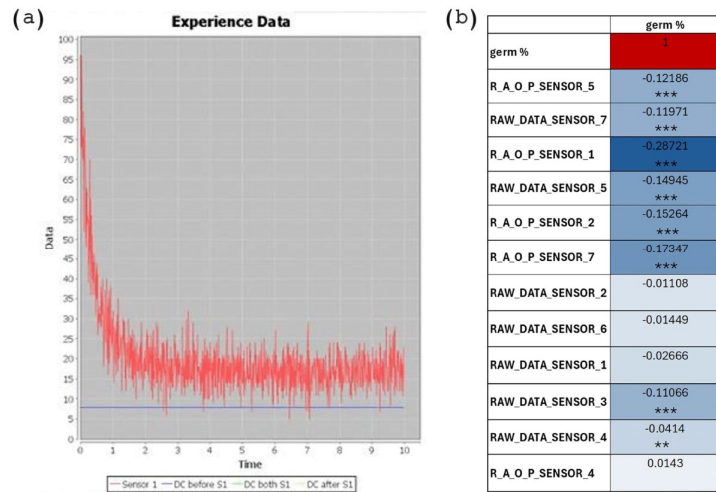 (a)
Experience Data
100
95
90
85
80
75
70
65
60
55
50
45
40
35
30
25
20
15
10
5
0
Data
0 1 2 3 4 5 6 7 8 9 10
Time
Sensor 1 DC before S1 DC both S1 DC after S1
(b)
germ %
germ % 1
R_A_O_P_SENSOR_5 -0.12186
***
RAW_DATA_SENSOR_7 -0.11971
***
R_A_O_P_SENSOR_1 -0.28721
***
RAW_DATA_SENSOR_5 -0.14945
***
R_A_O_P_SENSOR_2 -0.15264
***
R_A_O_P_SENSOR_7 -0.17347
***
RAW_DATA_SENSOR_2 -0.01108
RAW_DATA_SENSOR_6 -0.01449
RAW_DATA_SENSOR_1 -0.02666
RAW_DATA_SENSOR_3 -0.11066
***
RAW_DATA_SENSOR_4 -0.0414
**
R_A_O_P_SENSOR_4 0.0143